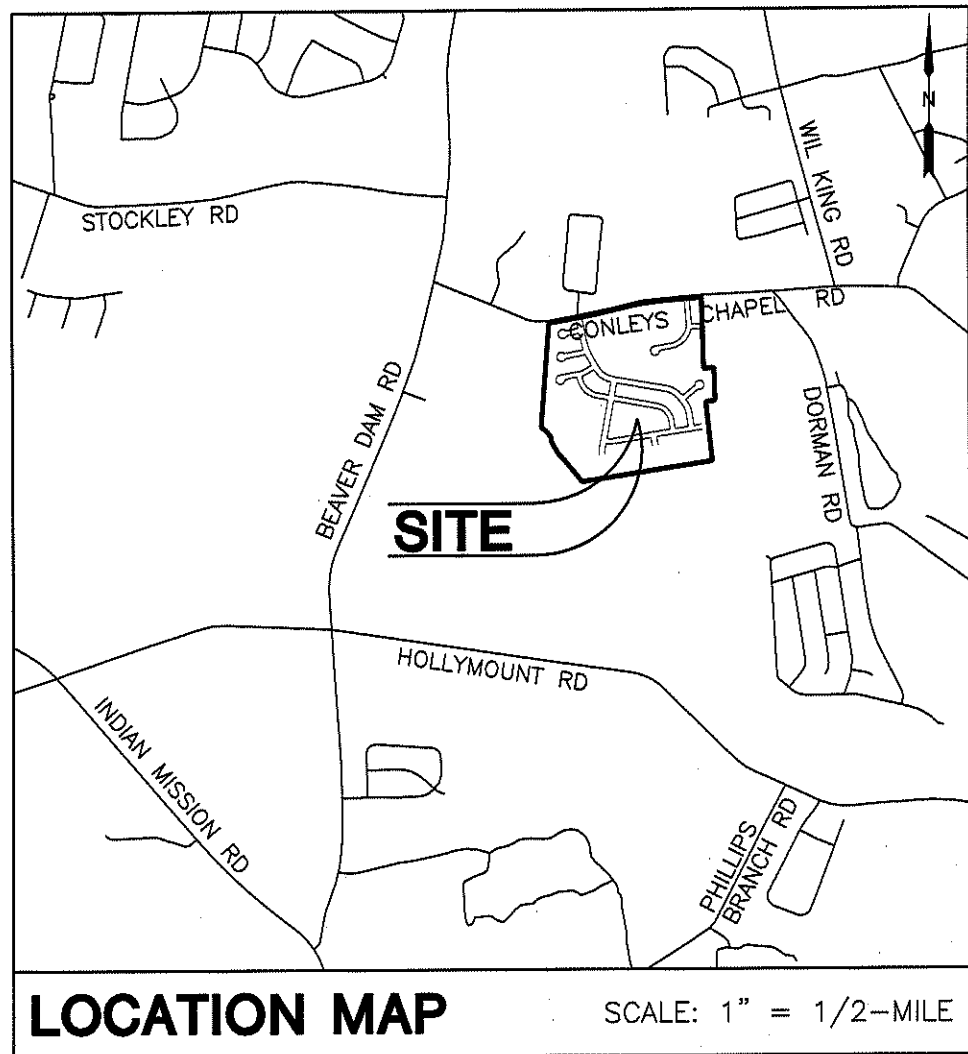 N
WIL KING RD
STOCKLEY RD
CONLEYS CHAPEL RD
BEAVER DAM RD
DORMAN RD
SITE
HOLLYMOUNT RD
INDIAN MISSION RD
PHILLIPS
BRANCH RD
LOCATION MAP
SCALE: 1" = 1/2-MILE